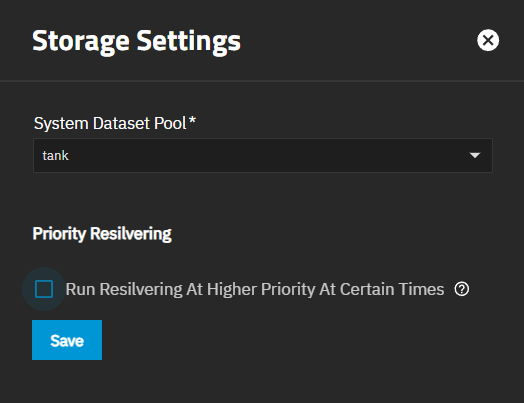 Storage Settings
System Dataset Pool *
tank
Priority Resilvering
Run Resilvering At Higher Priority At Certain Times
Save